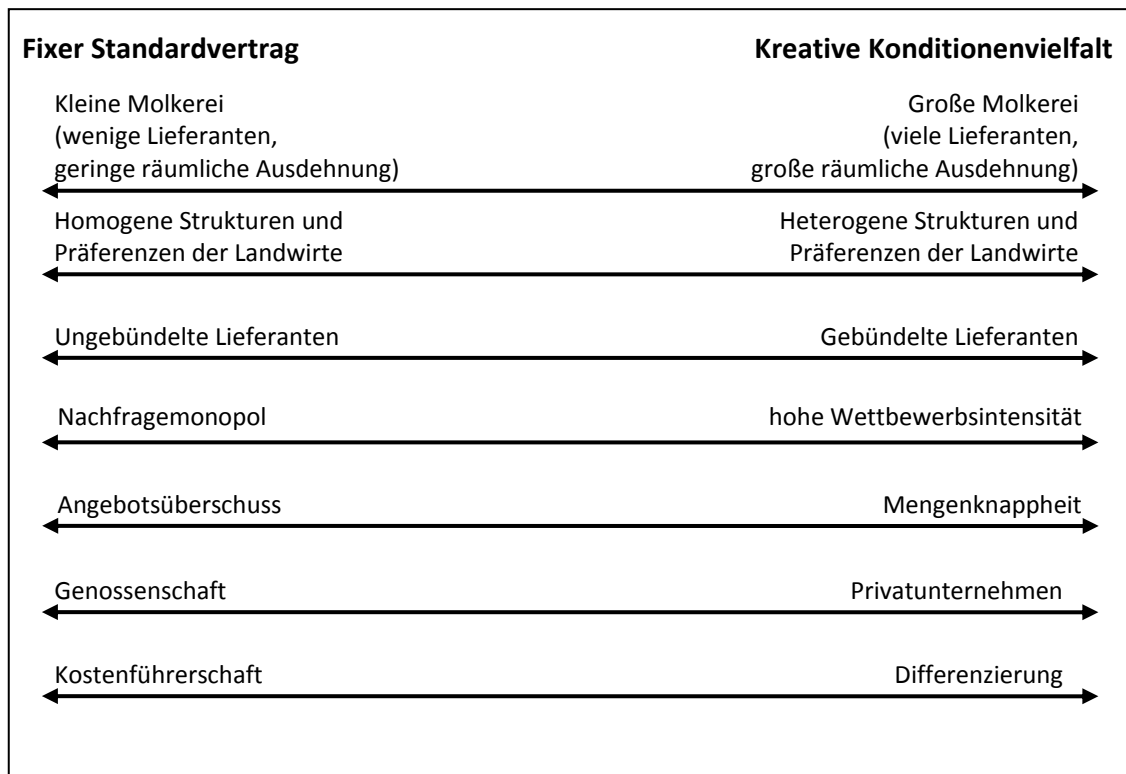 Fixer Standardvertrag
Kreative Konditionenvielfalt
Kleine Molkerei
(wenige Lieferanten,
geringe räumliche Ausdehnung)
Große Molkerei
(viele Lieferanten,
große räumliche Ausdehnung)
Homogene Strukturen und
Präferenzen der Landwirte
Heterogene Strukturen und
Präferenzen der Landwirte
Ungebündelte Lieferanten
Gebündelte Lieferanten
Nachfragemonopol
hohe Wettbewerbsintensität
Angebotsüberschuss
Mengenknappheit
Genossenschaft
Privatunternehmen
Kostenführerschaft
Differenzierung